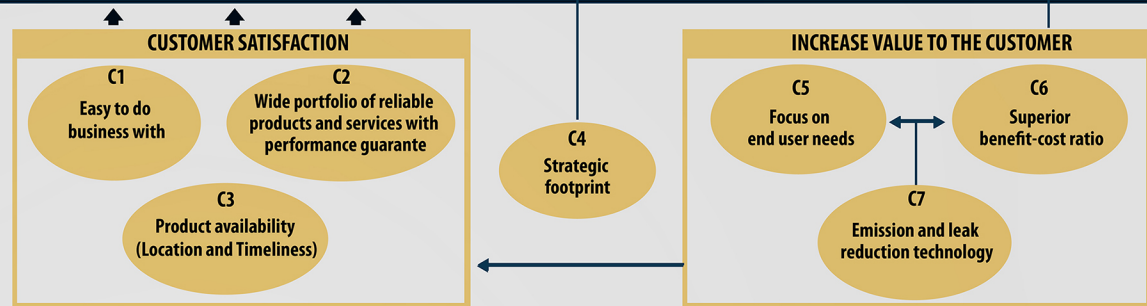 CUSTOMER SATISFACTION
C1
Easy to do
business with
C2
Wide portfolio of reliable
products and services with
performance guarante
C3
Product availability
(Location and Timeliness)
C4
Strategic
footprint
INCREASE VALUE TO THE CUSTOMER
C5
Focus on
end user needs
C6
Superior
benefit-cost ratio
C7
Emission and leak
reduction technology